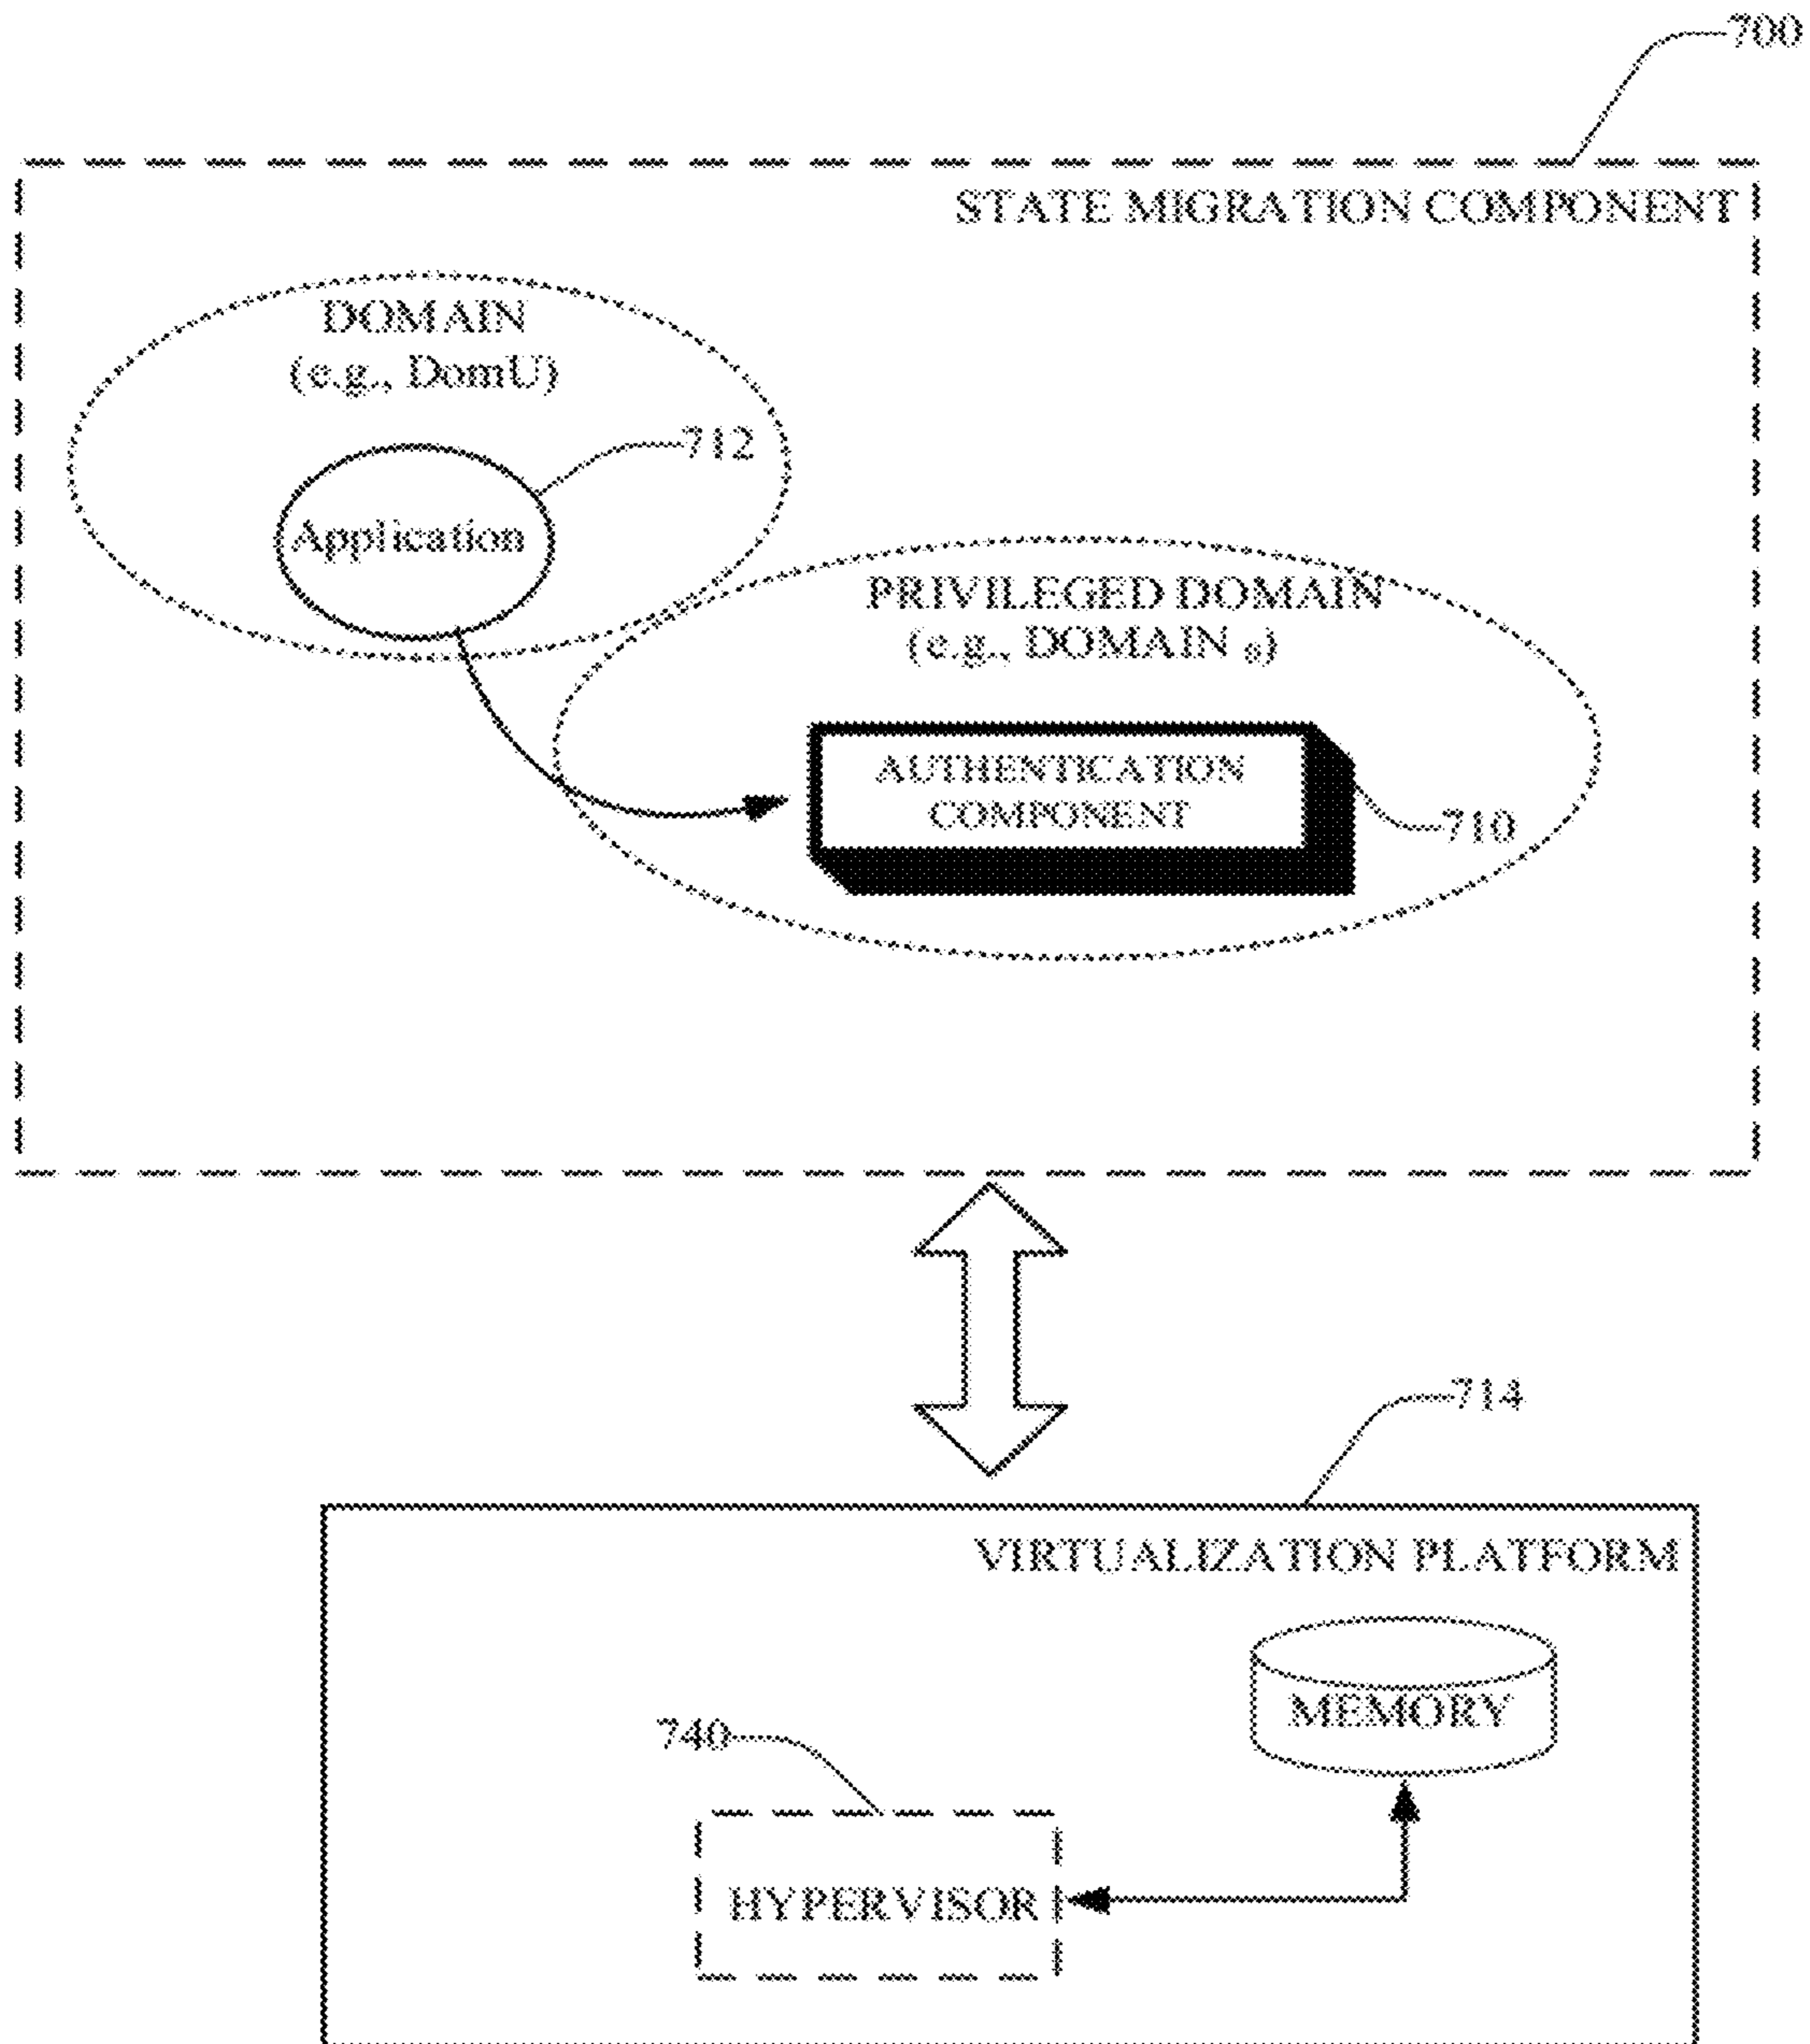 700
STATE MIGRATION COMPONENT
DOMAIN
(e.g., DomU)
712
Application
PRIVILEGED DOMAIN
(e.g., DOMAIN 0)
AUTHENTICATION
COMPONENT
710
714
VIRTUALIZATION PLATFORM
MEMORY
740
HYPERVISOR